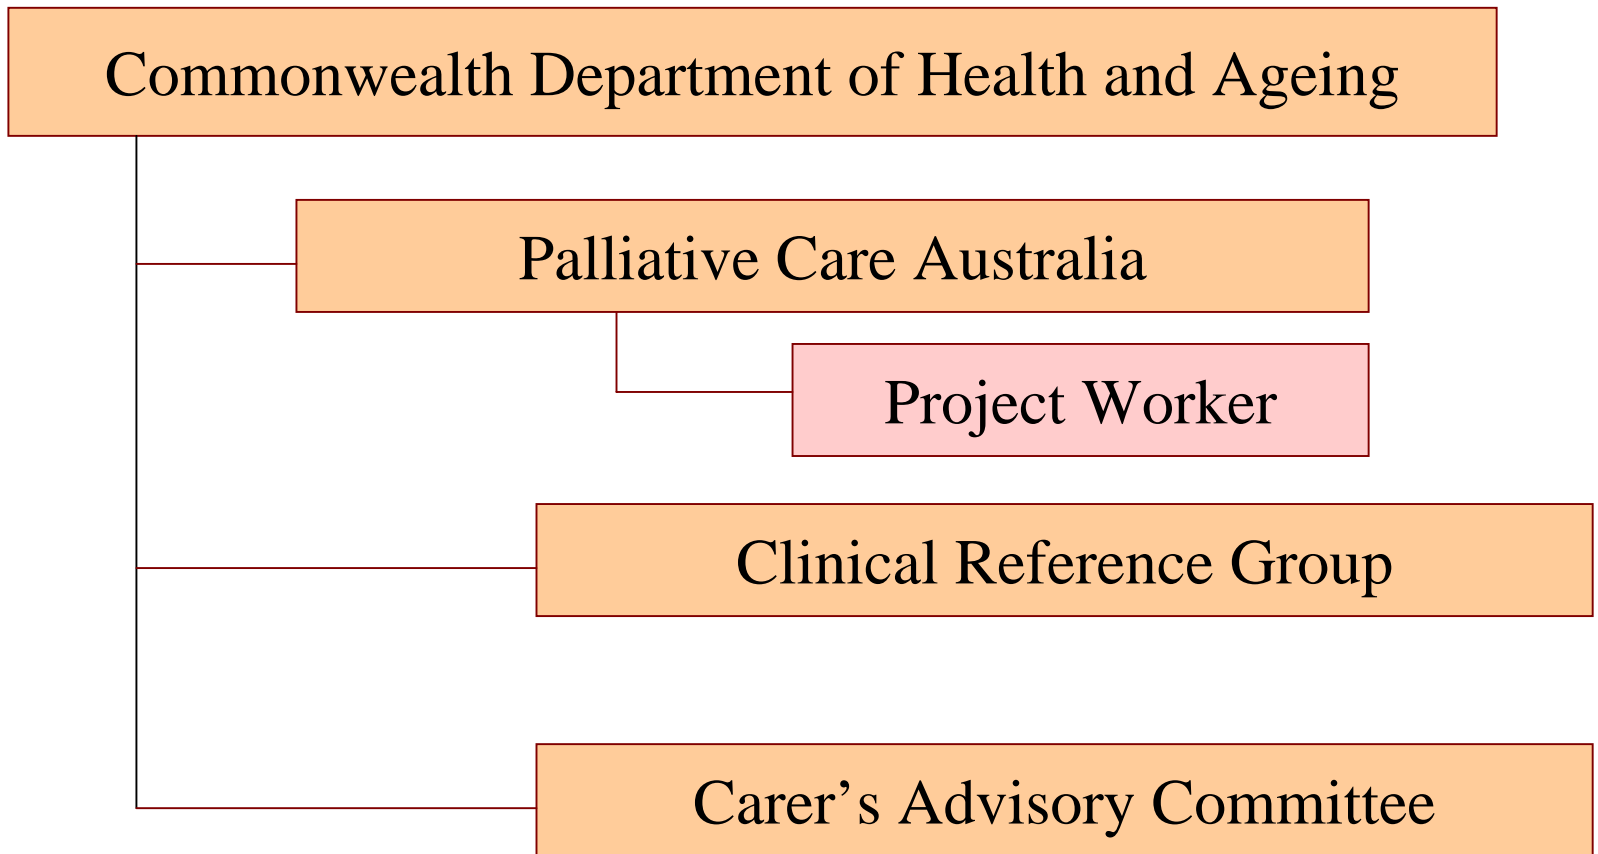 Commonwealth Department of Health and Ageing
Palliative Care Australia
Project Worker
Clinical Reference Group
Carer’s Advisory Committee